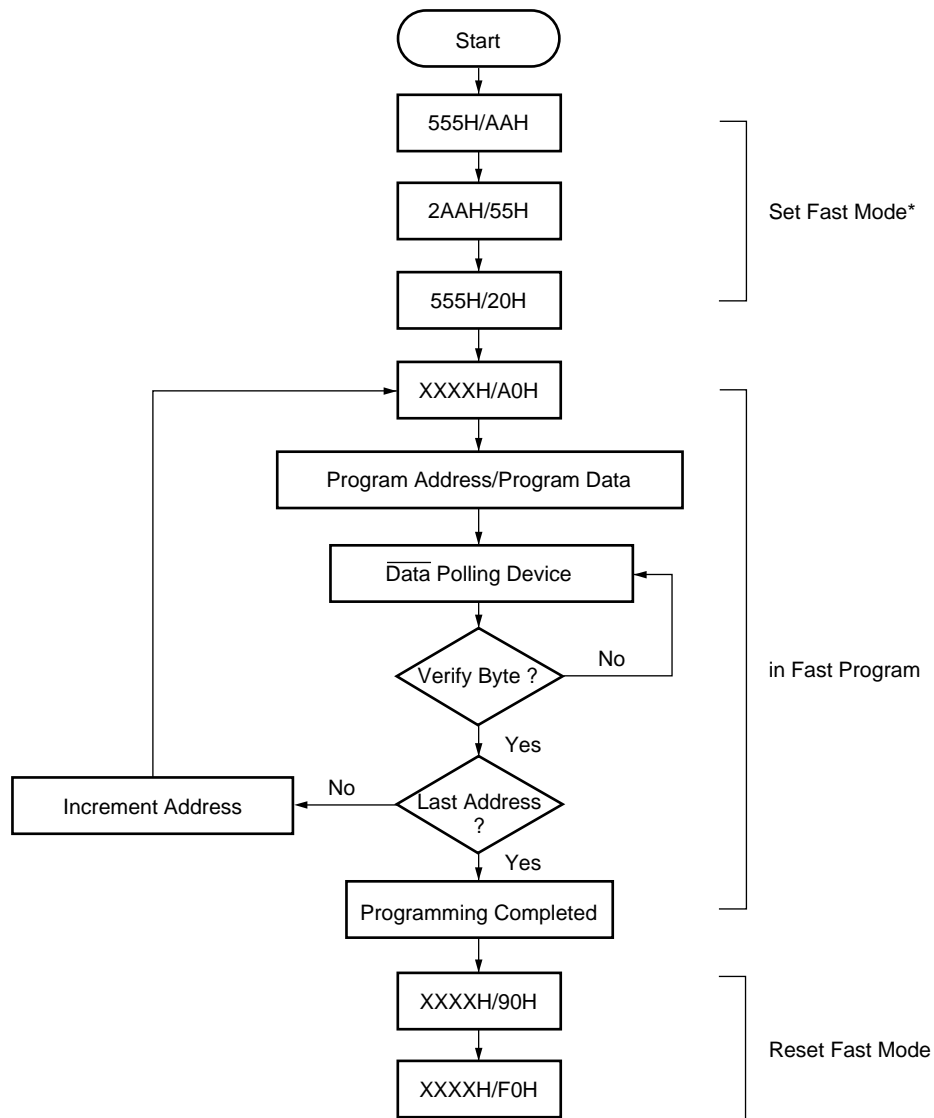 Start
555H/AAH
2AAH/55H
Set Fast Mode*
555H/20H
XXXXH/A0H
Program Address/Program Data
Data Polling Device
Verify Byte ?
No
in Fast Program
Yes
Increment Address
No
Last Address
?
Yes
Programming Completed
XXXXH/90H
Reset Fast Mode
XXXXH/F0H